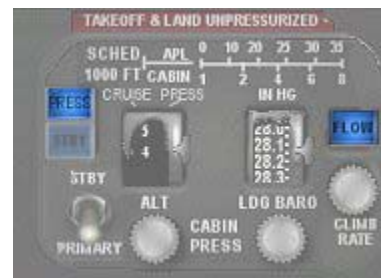 TAKEOFF & LAND UNPRESSURIZED -
SCHED APL 0 10 20 25 30 35
1000 FT CABIN 1 2 4 6 8
CRUISE PRESS IN HG
PRESS
STBY
5
4
28.0
28.1
28.2
28.3
FLOW
STBY
ALT
LDG BARO
CABIN
PRESS
CLIMB
RATE
PRIMARY